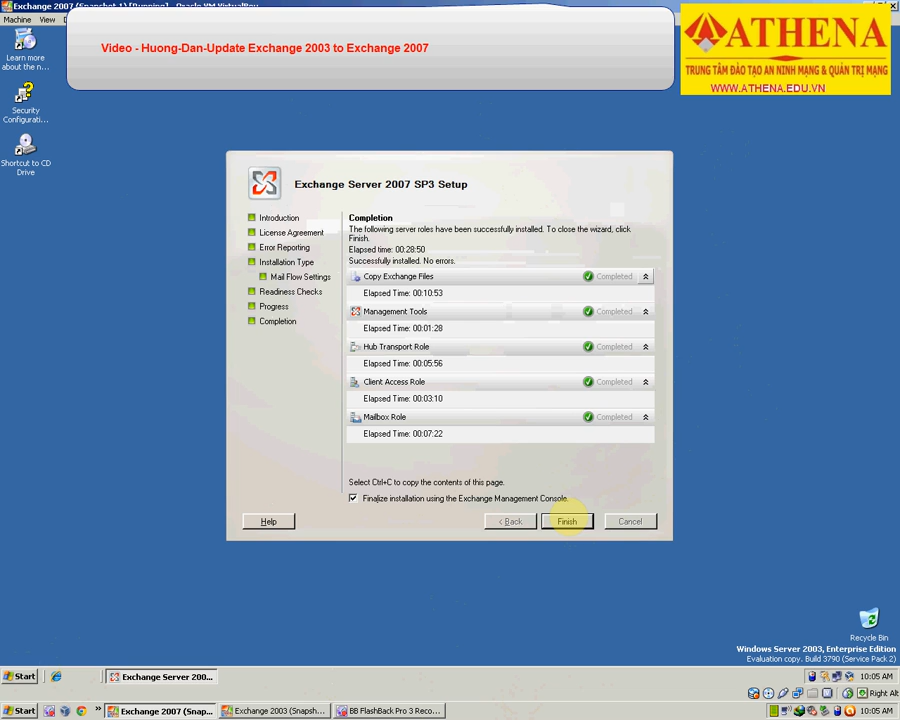 Exchange 2007 (Snapshot 1) [Running] - Oracle VM VirtualBox
Machine View
Video - Huong-Dan-Update Exchange 2003 to Exchange 2007
ATHENA
TRUNG TÂM ĐÀO TẠO AN NINH MẠNG & QUẢN TRỊ MẠNG
WWW.ATHENA.EDU.VN
Learn more
about the n...
Security
Configurati...
Shortcut to CD
Drive
Exchange Server 2007 SP3 Setup
Introduction
License Agreement
Error Reporting
Installation Type
Mail Flow Settings
Readiness Checks
Progress
Completion
Completion
The following server roles have been successfully installed. To close the wizard, click
Finish.
Elapsed time: 00:28:50
Successfully installed. No errors.
Copy Exchange Files Completed
Elapsed Time: 00:10:53
Management Tools Completed
Elapsed Time: 00:01:28
Hub Transport Role Completed
Elapsed Time: 00:05:56
Client Access Role Completed
Elapsed Time: 00:03:10
Mailbox Role Completed
Elapsed Time: 00:07:22
Select Ctrl+C to copy the contents of this page.
Finalize installation using the Exchange Management Console.
Help < Back Finish Cancel
Recycle Bin
Windows Server 2003, Enterprise Edition
Evaluation copy. Build 3790 (Service Pack 2)
Start Exchange Server 200... 10:05 AM
Right Alt
Start Exchange 2007 (Snap... Exchange 2003 (Snapsh... BB FlashBack Pro 3 Reco... 10:05 AM